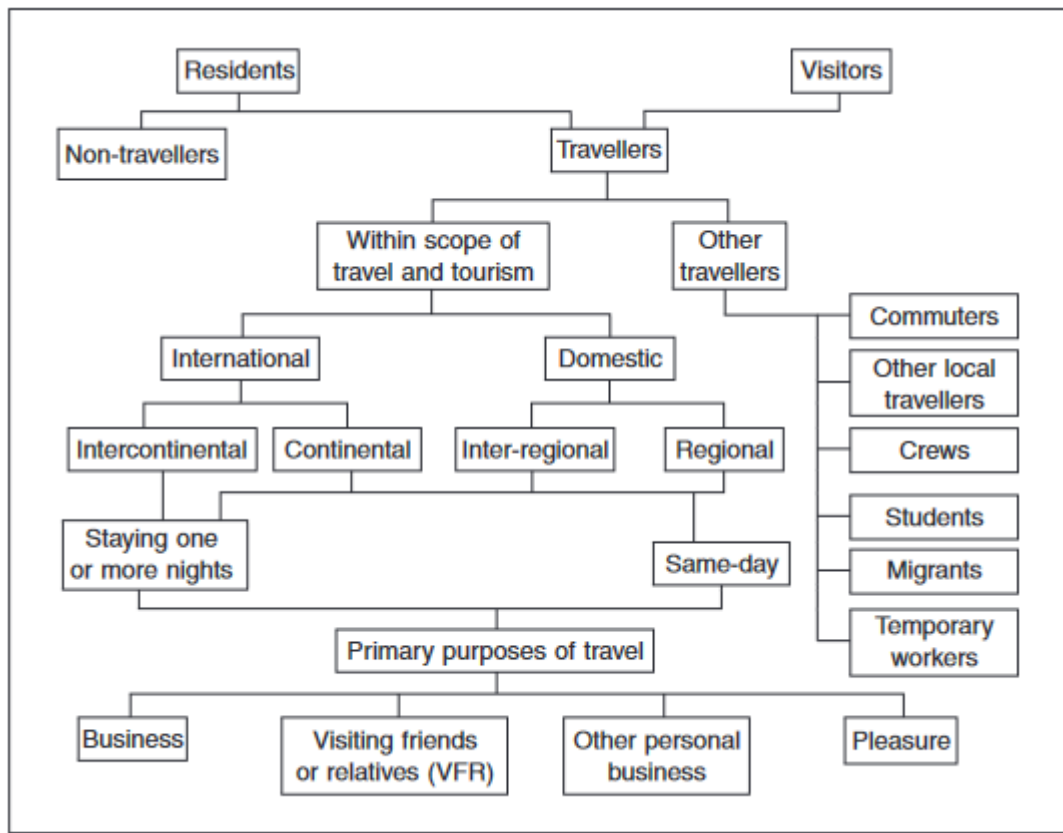 Residents
Visitors
Non-travellers
Travellers
Within scope of
travel and tourism
Other
travellers
International
Domestic
Commuters
Other local
travellers
Intercontinental
Continental
Inter-regional
Regional
Crews
Staying one
or more nights
Same-day
Students
Migrants
Primary purposes of travel
Temporary
workers
Business
Visiting friends
or relatives (VFR)
Other personal
business
Pleasure